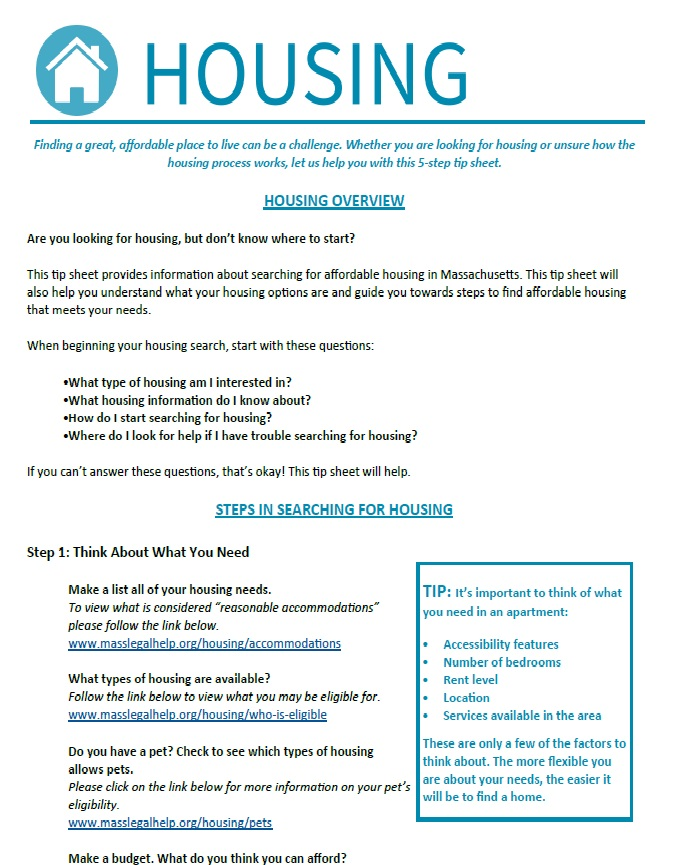 HOUSING
Finding a great, affordable place to live can be a challenge. Whether you are looking for housing or unsure how the
housing process works, let us help you with this 5-step tip sheet.
HOUSING OVERVIEW
Are you looking for housing, but don’t know where to start?
This tip sheet provides information about searching for affordable housing in Massachusetts. This tip sheet will
also help you understand what your housing options are and guide you towards steps to find affordable housing
that meets your needs.
When beginning your housing search, start with these questions:
•What type of housing am I interested in?
•What housing information do I know about?
•How do I start searching for housing?
•Where do I look for help if I have trouble searching for housing?
If you can’t answer these questions, that’s okay! This tip sheet will help.
STEPS IN SEARCHING FOR HOUSING
Step 1: Think About What You Need
Make a list all of your housing needs.
To view what is considered “reasonable accommodations”
please follow the link below.
www.masslegalhelp.org/housing/accommodations
What types of housing are available?
Follow the link below to view what you may be eligible for.
www.masslegalhelp.org/housing/who-is-eligible
Do you have a pet? Check to see which types of housing
allows pets.
Please click on the link below for more information on your pet’s
eligibility.
www.masslegalhelp.org/housing/pets
Make a budget. What do you think you can afford?
TIP: It’s important to think of what
you need in an apartment:
• Accessibility features
• Number of bedrooms
• Rent level
• Location
• Services available in the area
These are only a few of the factors to
think about. The more flexible you
are about your needs, the easier it
will be to find a home.